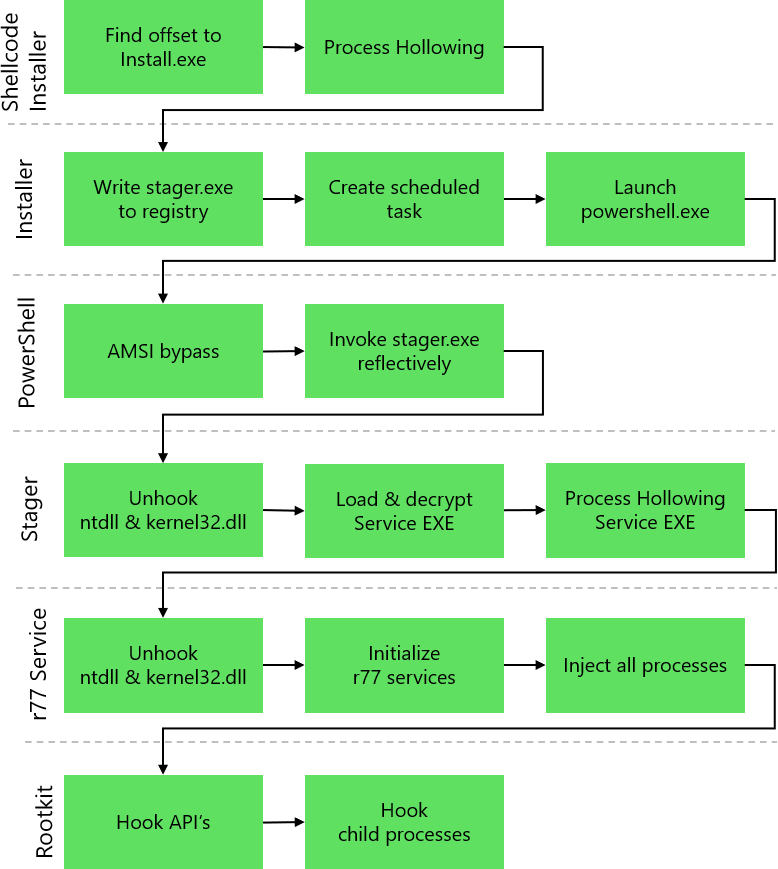 Shellcode
Installer
Find offset to
Install.exe
Process Hollowing
Installer
Write stager.exe
to registry
Create scheduled
task
Launch
powershell.exe
PowerShell
AMSI bypass
Invoke stager.exe
reflectively
Stager
Unhook
ntdll & kernel32.dll
Load & decrypt
Service EXE
Process Hollowing
Service EXE
r77 Service
Unhook
ntdll & kernel32.dll
Initialize
r77 services
Inject all processes
Rootkit
Hook API's
Hook
child processes